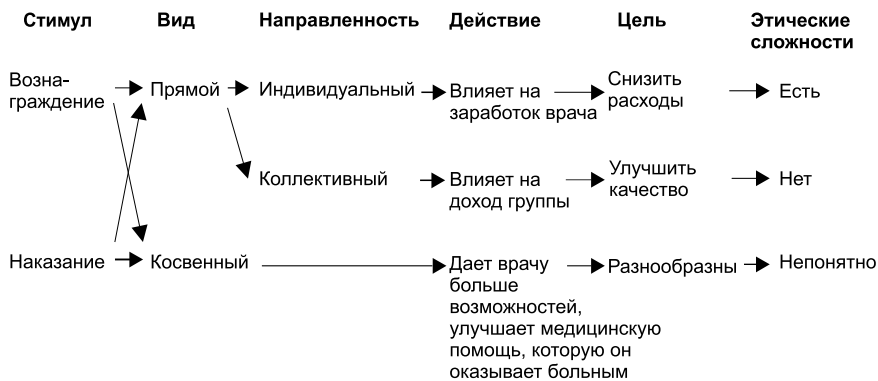 Стимул
Вид
Направленность
Действие
Цель
Этические
сложности
Возна-
граждение
Прямой
Индивидуальный
Влияет на
заработок врача
Снизить
расходы
Есть
Коллективный
Влияет на
доход группы
Улучшить
качество
Нет
Наказание
Косвенный
Дает врачу
больше
возможностей,
улучшает медицинскую
помощь, которую он
оказывает больным
Разнообразны
Непонятно